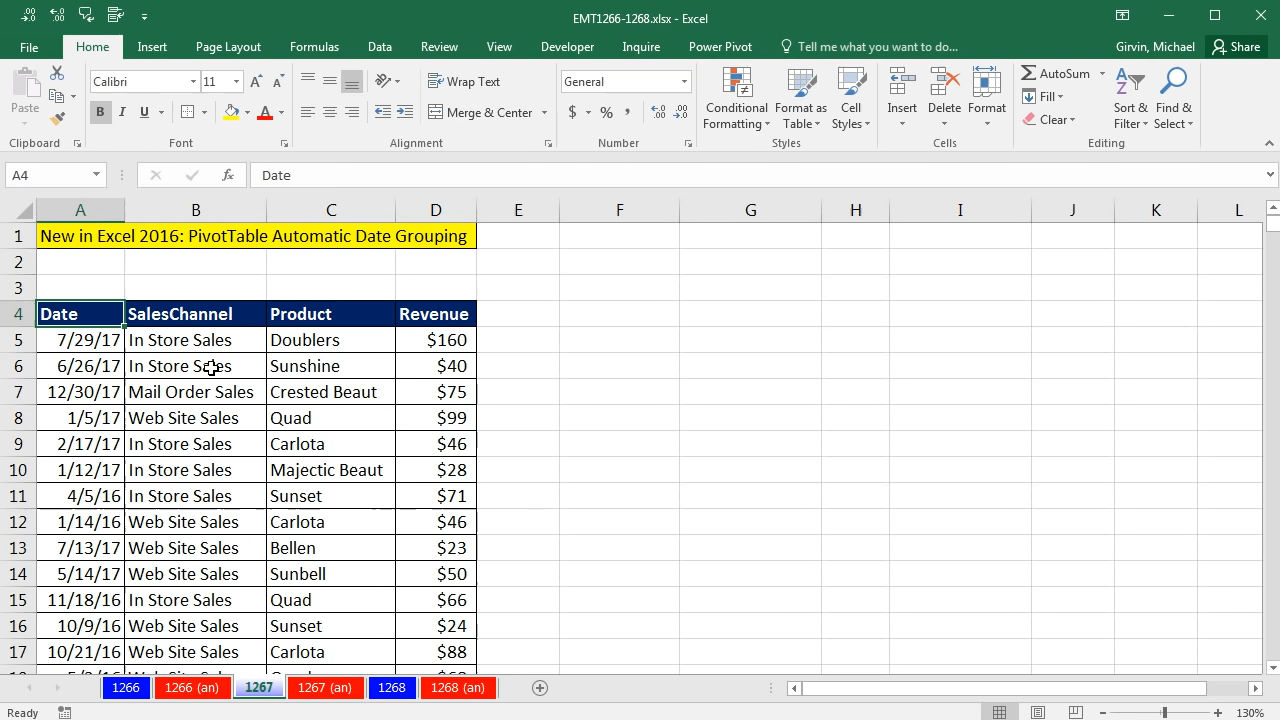 EMT1266-1268.xlsx - Excel
File Home Insert Page Layout Formulas Data Review View Developer Inquire Power Pivot Tell me what you want to do... Girvin, Michael Share
Paste
Calibri 11
Wrap Text
General
Conditional Formatting
Format as Table
Cell Styles
Insert Delete Format
AutoSum
Sort & Filter
Find & Select
B I U A
Merge & Center
$ % ,
Fill
Clear
Clipboard Font Alignment Number Styles Cells Editing
A4 fx Date
A B C D E F G H I J K L
1 New in Excel 2016: PivotTable Automatic Date Grouping
2
3
4 Date SalesChannel Product Revenue
5 7/29/17 In Store Sales Doublers $160
6 6/26/17 In Store Sales Sunshine $40
7 12/30/17 Mail Order Sales Crested Beaut $75
8 1/5/17 Web Site Sales Quad $99
9 2/17/17 In Store Sales Carlota $46
10 1/12/17 In Store Sales Majectic Beaut $28
11 4/5/16 In Store Sales Sunset $71
12 1/14/16 Web Site Sales Carlota $46
13 7/13/17 Web Site Sales Bellen $23
14 5/14/17 Web Site Sales Sunbell $50
15 11/18/16 In Store Sales Quad $66
16 10/9/16 Web Site Sales Sunset $24
17 10/21/16 Web Site Sales Carlota $88
1266 1266 (an) 1267 1267 (an) 1268 1268 (an)
Ready 130%